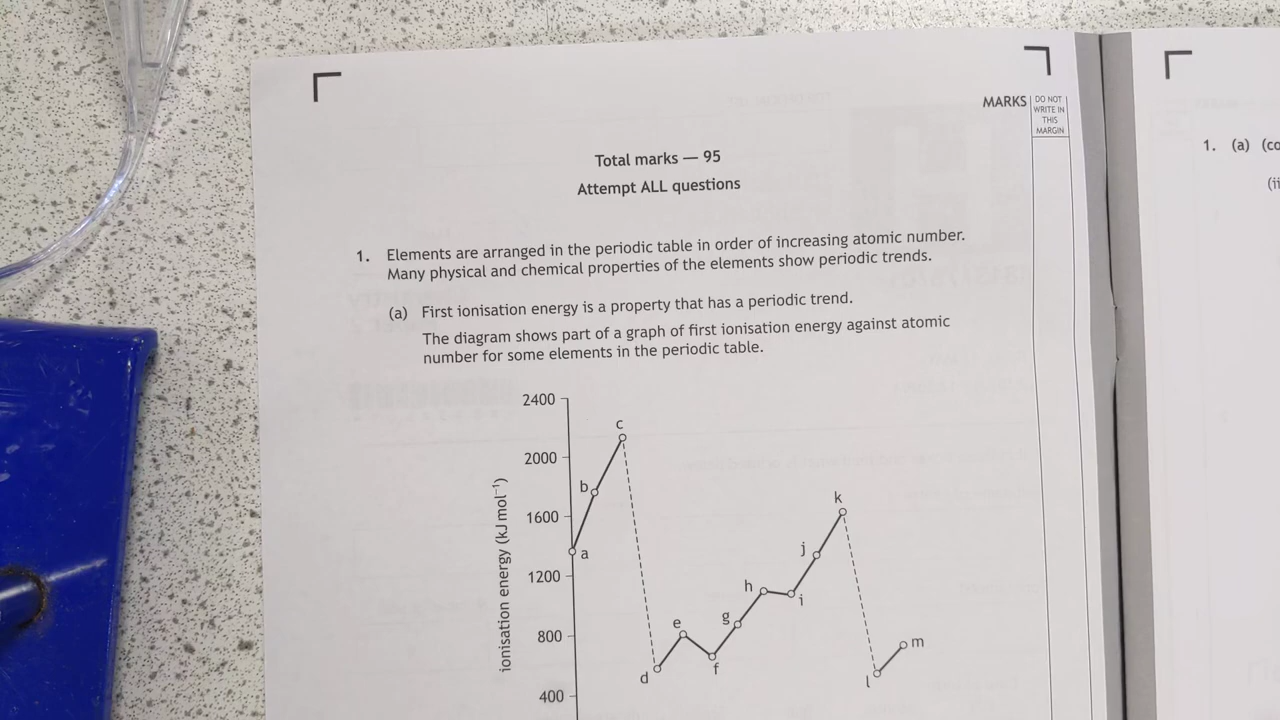 MARKS
DO NOT
WRITE IN
THIS
MARGIN
Total marks — 95
Attempt ALL questions
1. Elements are arranged in the periodic table in order of increasing atomic number.
Many physical and chemical properties of the elements show periodic trends.
(a) First ionisation energy is a property that has a periodic trend.
The diagram shows part of a graph of first ionisation energy against atomic
number for some elements in the periodic table.
2400
2000
1600
1200
800
400
ionisation energy (kJ mol⁻¹)
a
b
c
d
e
f
g
h
i
j
k
l
m
1. (a)